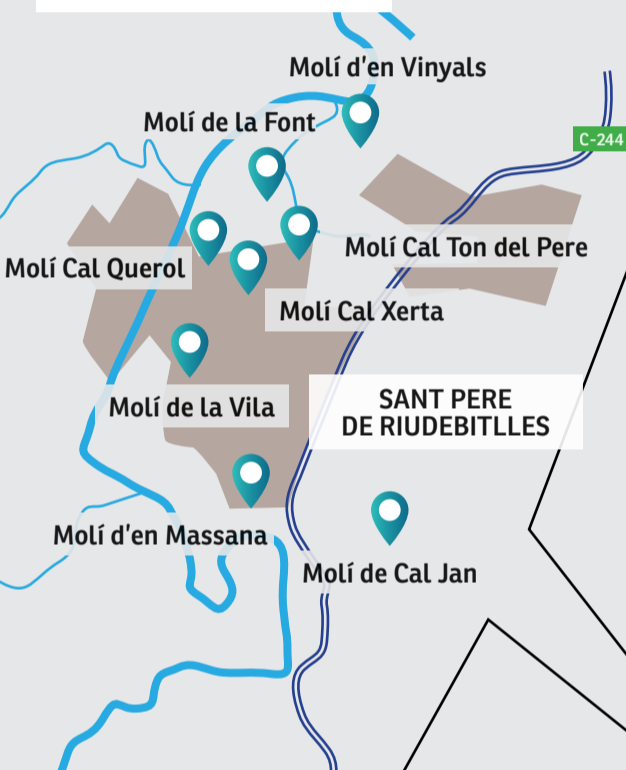 Molí d'en Vinyals
Molí de la Font
C-244
Molí Cal Ton del Pere
Molí Cal Querol
Molí Cal Xerta
SANT PERE
DE RIUDEBITLLES
Molí de la Vila
Molí d'en Massana
Molí de Cal Jan